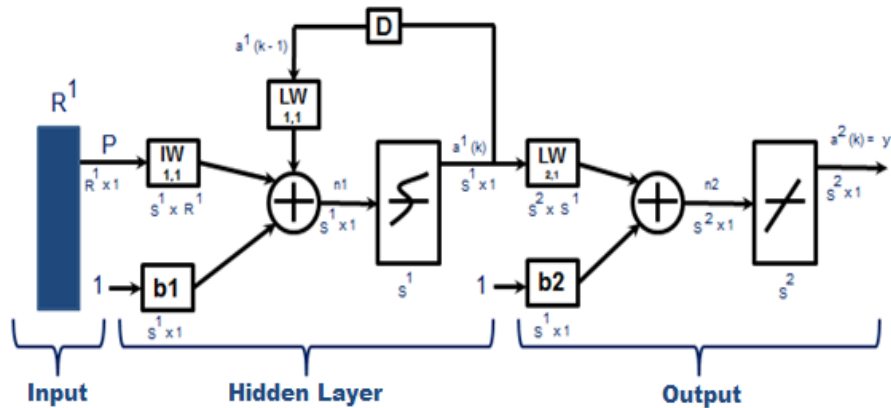 D
a¹ (k - 1)
R¹
LW
1,1
P
R¹ x 1
IW
1,1
S¹ x R¹
n1
S¹ x 1
a¹ (k)
S¹ x 1
LW
2,1
S² x S¹
n2
S² x 1
a² (k) = y
S² x 1
1
b1
S¹ x 1
S¹
1
b2
S¹ x 1
S²
Input
Hidden Layer
Output